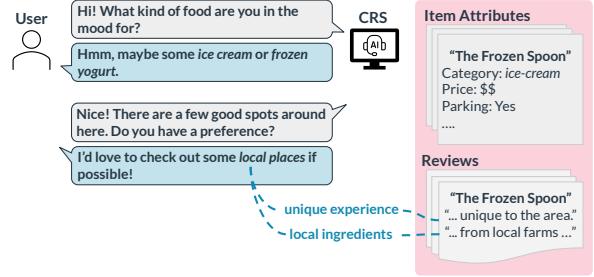 User
Hi! What kind of food are you in the
mood for?
CRS
AI
Hmm, maybe some ice cream or frozen
yogurt.
Nice! There are a few good spots around
here. Do you have a preference?
I'd love to check out some local places if
possible!
unique experience
local ingredients
Item Attributes
“The Frozen Spoon”
Category: ice-cream
Price: $$
Parking: Yes
....
Reviews
“The Frozen Spoon”
“... unique to the area.”
“... from local farms ...”